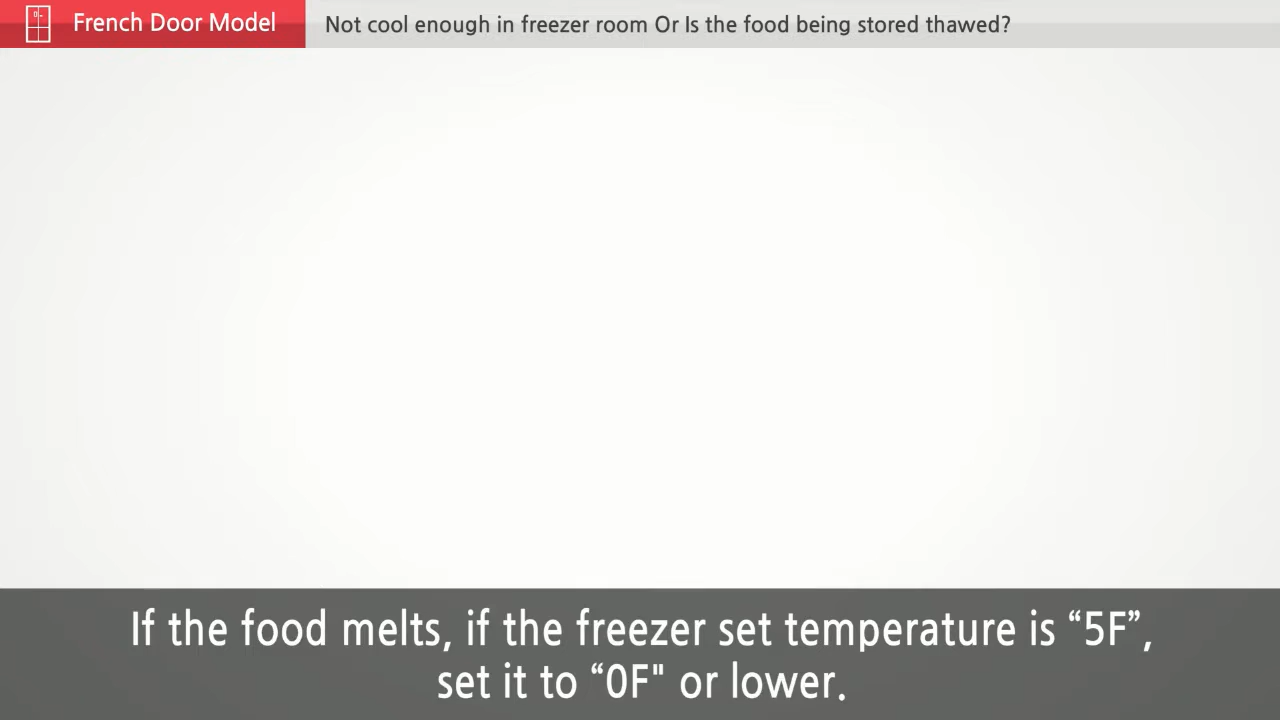 French Door Model
Not cool enough in freezer room Or Is the food being stored thawed?
If the food melts, if the freezer set temperature is “5F”,
set it to “0F" or lower.